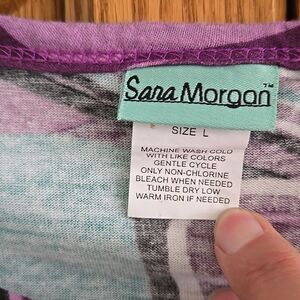 Sara Morgan™
SIZE L
MACHINE WASH COLD
WITH LIKE COLORS
GENTLE CYCLE
ONLY NON-CHLORINE
BLEACH WHEN NEEDED
TUMBLE DRY LOW
WARM IRON IF NEEDED